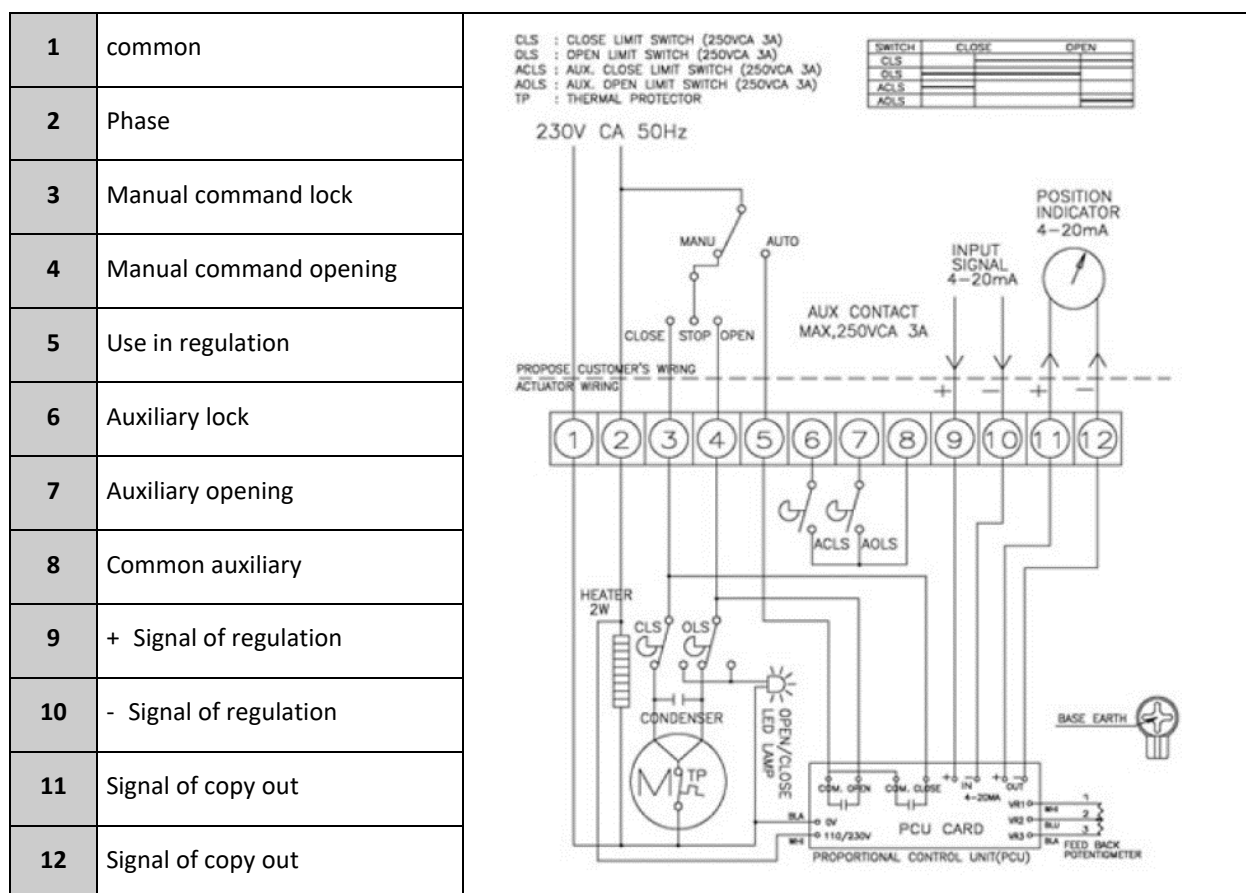 1 common
2 Phase
3 Manual command lock
4 Manual command opening
5 Use in regulation
6 Auxiliary lock
7 Auxiliary opening
8 Common auxiliary
9 + Signal of regulation
10 - Signal of regulation
11 Signal of copy out
12 Signal of copy out
CLS : CLOSE LIMIT SWITCH (250VCA 3A)
OLS : OPEN LIMIT SWITCH (250VCA 3A)
ACLS : AUX. CLOSE LIMIT SWITCH (250VCA 3A)
AOLS : AUX. OPEN LIMIT SWITCH (250VCA 3A)
TP : THERMAL PROTECTOR
SWITCH CLOSE OPEN
CLS
OLS
ACLS
AOLS
230V CA 50Hz
POSITION
INDICATOR
4-20mA
MANU AUTO
INPUT
SIGNAL
4-20mA
AUX CONTACT
MAX,250VCA 3A
CLOSE STOP OPEN
PROPOSE CUSTOMER'S WIRING
ACTUATOR WIRING
+ - + -
1 2 3 4 5 6 7 8 9 10 11 12
ACLS AOLS
HEATER
2W
CLS OLS
CONDENSER
OPEN/CLOSE
LED LAMP
BASE EARTH
M TP
COM. OPEN COM. CLOSE + IN - + OUT -
4-20MA
BLA 0V
WHI 110/230V
PCU CARD
VR1 WHI 1
VR2 BLU 2
VR3 BLA 3
FEED BACK
POTENTIOMETER
PROPORTIONAL CONTROL UNIT(PCU)